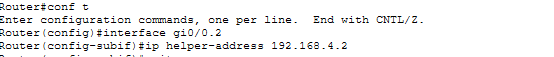 Router#conf t
Enter configuration commands, one per line.  End with CNTL/Z.
Router(config)#interface gi0/0.2
Router(config-subif)#ip helper-address 192.168.4.2